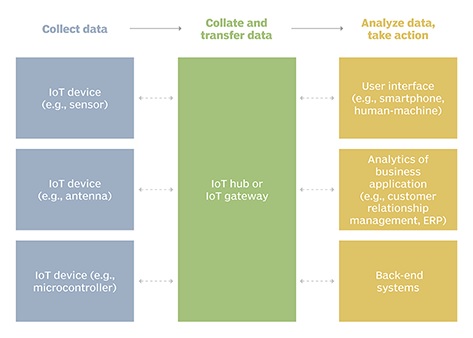 Collect data
Collate and
transfer data
Analyze data,
take action
IoT device
(e.g., sensor)
IoT device
(e.g., antenna)
IoT device (e.g.,
microcontroller)
IoT hub or
IoT gateway
User interface
(e.g., smartphone,
human-machine)
Analytics of
business
application
(e.g., customer
relationship
management, ERP)
Back-end
systems